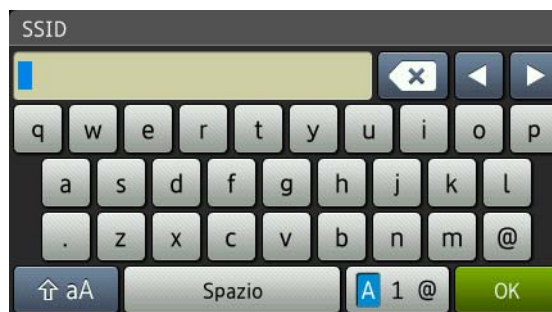 SSID
q w e r t y u i o p
a s d f g h j k l
. z x c v b n m @
aA Spazio A 1 @ OK